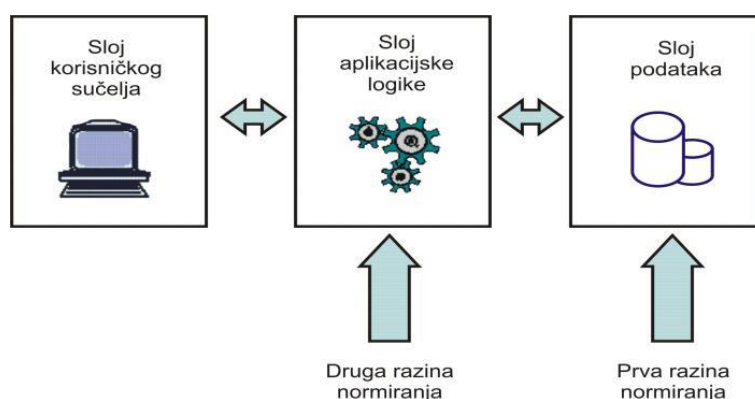 Sloj
korisničkog
sučelja
Sloj
aplikacijske
logike
Sloj
podataka
Druga razina
normiranja
Prva razina
normiranja